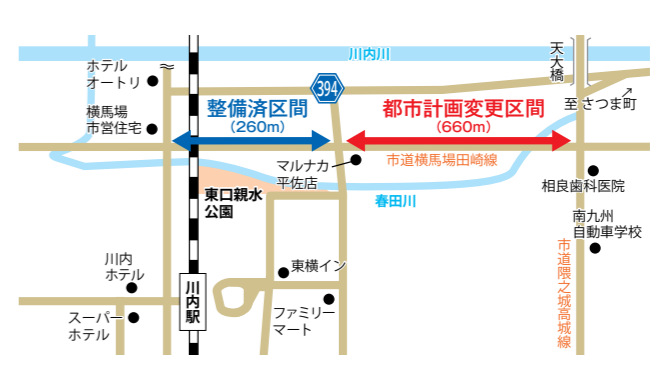 川内川
天大橋
ホテル
オートリ
394
至 さつま町
整備済区間
（260m）
都市計画変更区間
（660m）
横馬場
市営住宅
マルナカ
平佐店
市道横馬場田崎線
相良歯科医院
東口親水
公園
春田川
南九州
自動車学校
川内
ホテル
東横イン
市道隈之城高城線
川内駅
スーパー
ホテル
ファミリー
マート